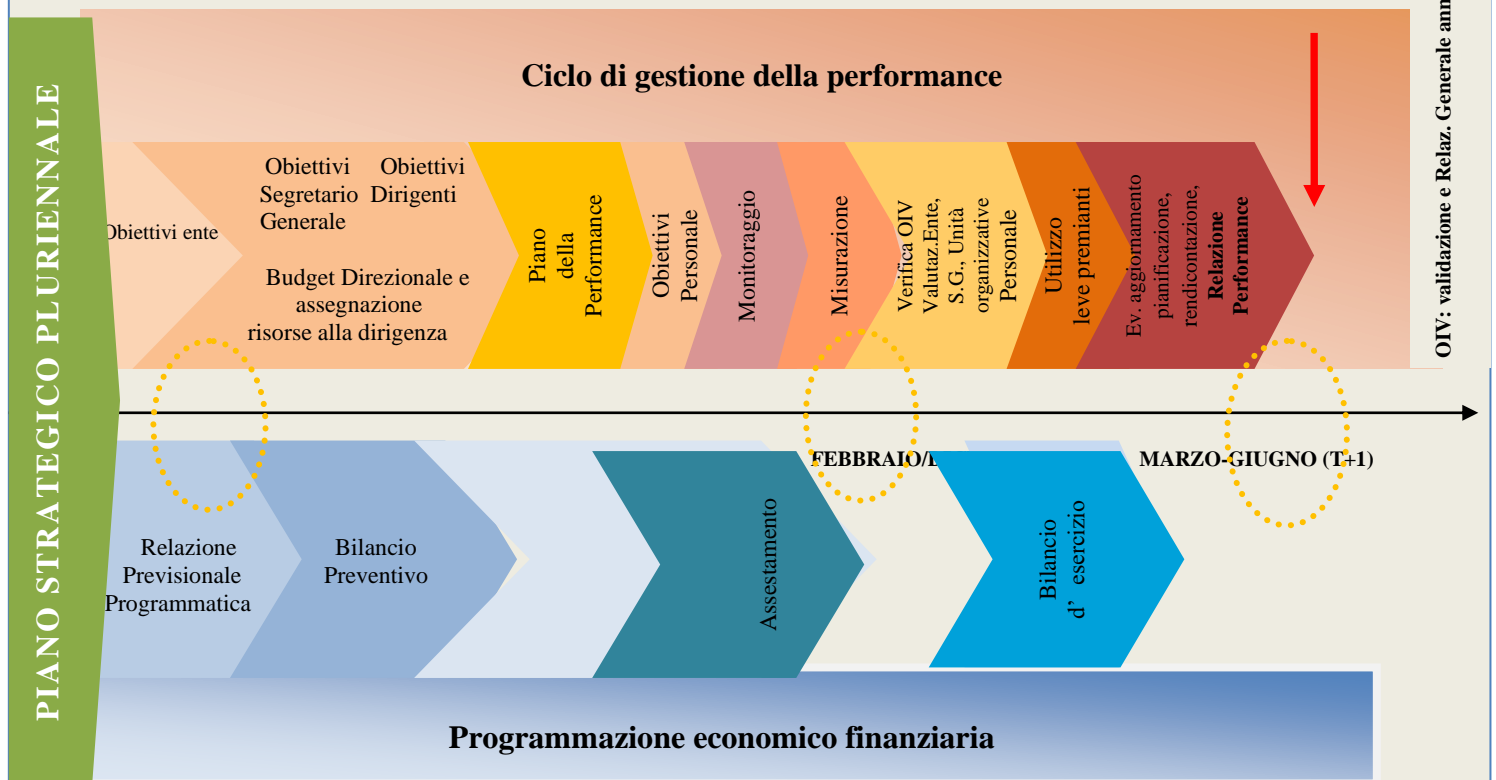 PIANO STRATEGICO PLURIENNALE
Ciclo di gestione della performance
Obiettivi ente
Obiettivi Obiettivi
Segretario Dirigenti
Generale
Budget Direzionale e
assegnazione
risorse alla dirigenza
Piano
della
Performance
Obiettivi
Personale
Monitoraggio
Misurazione
Verifica OIV
Valutaz.Ente,
S.G., Unità
organizzative
Personale
Utilizzo
leve premianti
Ev. aggiornamento
pianificazione,
rendicontazione,
Relazione
Performance
OIV: validazione e Relaz. Generale
FEBBRAIO/
MARZO-GIUGNO (T+1)
Relazione
Previsionale
Programmatica
Bilancio
Preventivo
Assestamento
Bilancio
d’ esercizio
Programmazione economico finanziaria